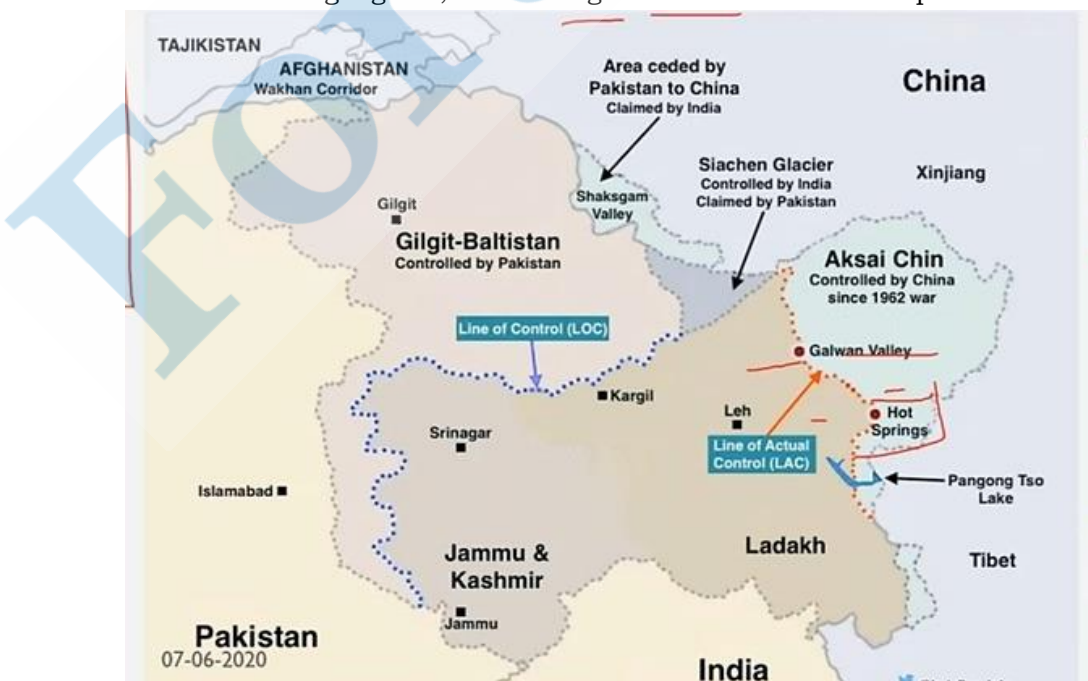 TAJIKISTAN
AFGHANISTAN
Wakhan Corridor
Area ceded by
Pakistan to China
Claimed by India
China
Siachen Glacier
Controlled by India
Claimed by Pakistan
Xinjiang
Shaksgam
Valley
Gilgit
Gilgit-Baltistan
Controlled by Pakistan
Aksai Chin
Controlled by China
since 1962 war
Line of Control (LOC)
Galwan Valley
Kargil
Leh
Hot
Springs
Srinagar
Line of Actual
Control (LAC)
Islamabad
Pangong Tso
Lake
Jammu &
Kashmir
Ladakh
Tibet
Jammu
Pakistan
07-06-2020
India
For